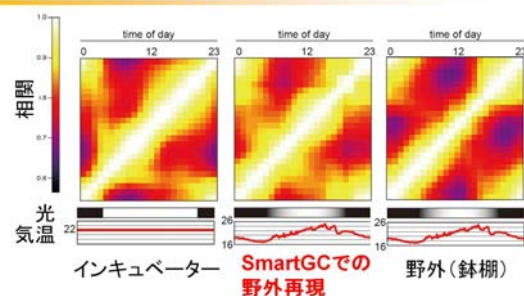 time of day
time of day
time of day
0 12 23
0 12 23
0 12 23
相関
1.0
0.9
0.8
0.7
光
気温
22
26
16
26
16
インキュベーター
SmartGCでの
野外再現
野外(鉢棚)